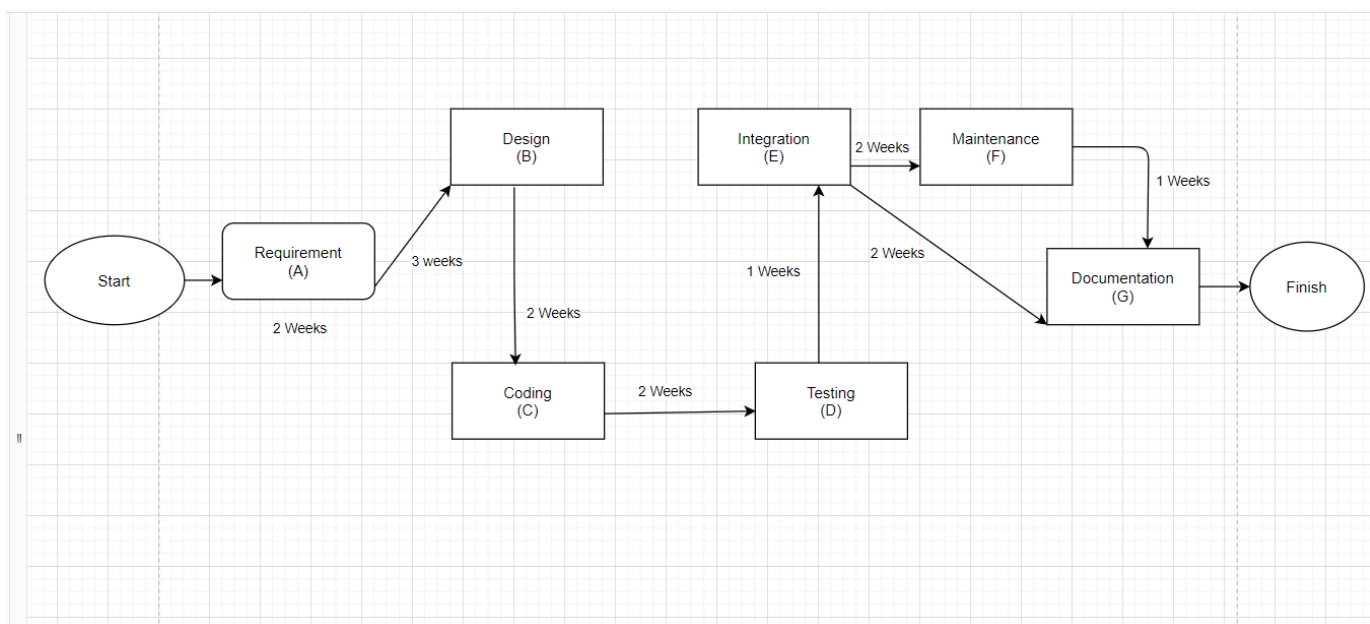 Start
Requirement
(A)
2 Weeks
3 weeks
Design
(B)
2 Weeks
Coding
(C)
2 Weeks
Testing
(D)
1 Weeks
Integration
(E)
2 Weeks
Maintenance
(F)
1 Weeks
2 Weeks
Documentation
(G)
Finish